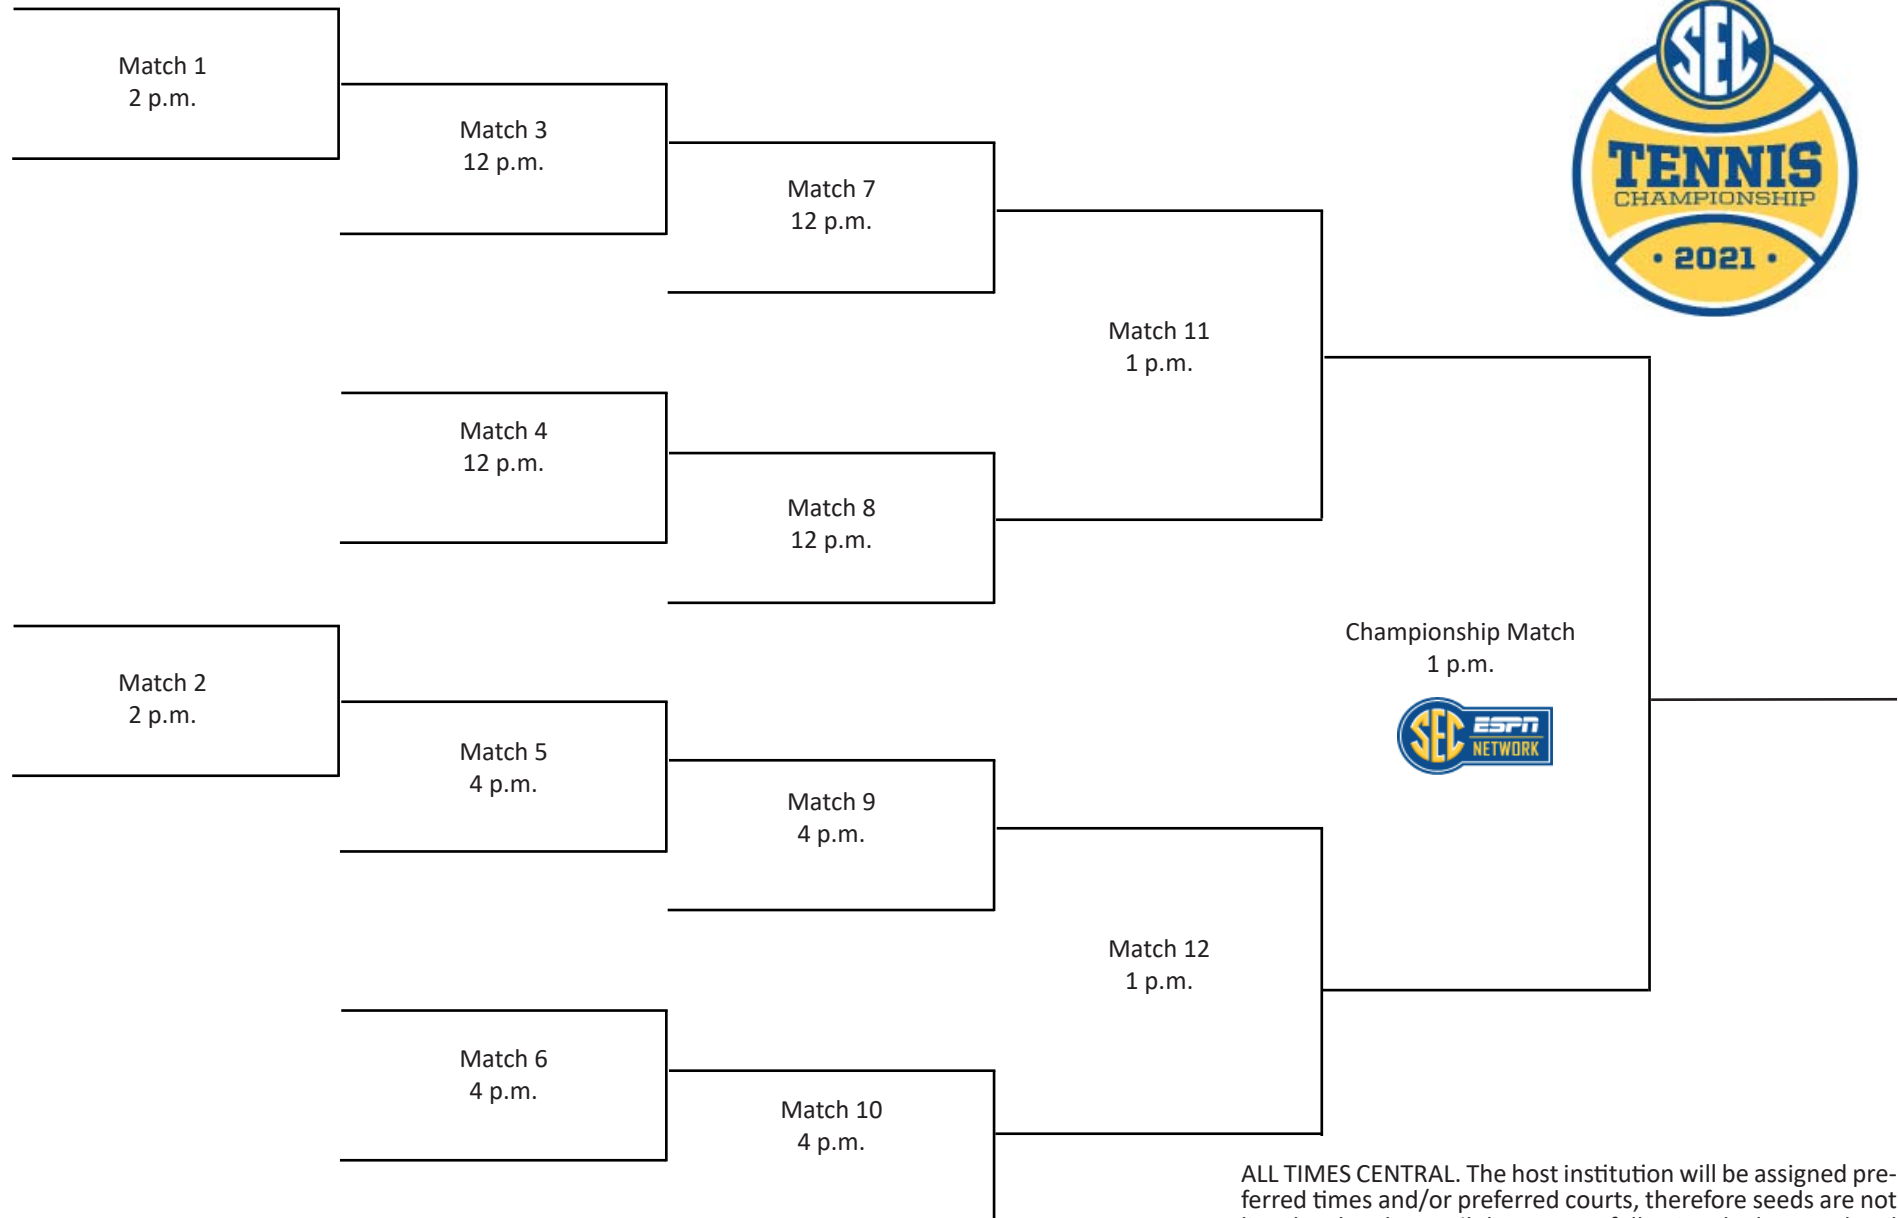 Match 1
2 p.m.
Match 3
12 p.m.
Match 7
12 p.m.
SEC
TENNIS
CHAMPIONSHIP
• 2021 •
Match 11
1 p.m.
Match 4
12 p.m.
Match 8
12 p.m.
Championship Match
1 p.m.
SEC ESPN
NETWORK
Match 2
2 p.m.
Match 5
4 p.m.
Match 9
4 p.m.
Match 12
1 p.m.
Match 6
4 p.m.
Match 10
4 p.m.
ALL TIMES CENTRAL. The host institution will be assigned pre-
ferred times and/or preferred courts, therefore seeds are not